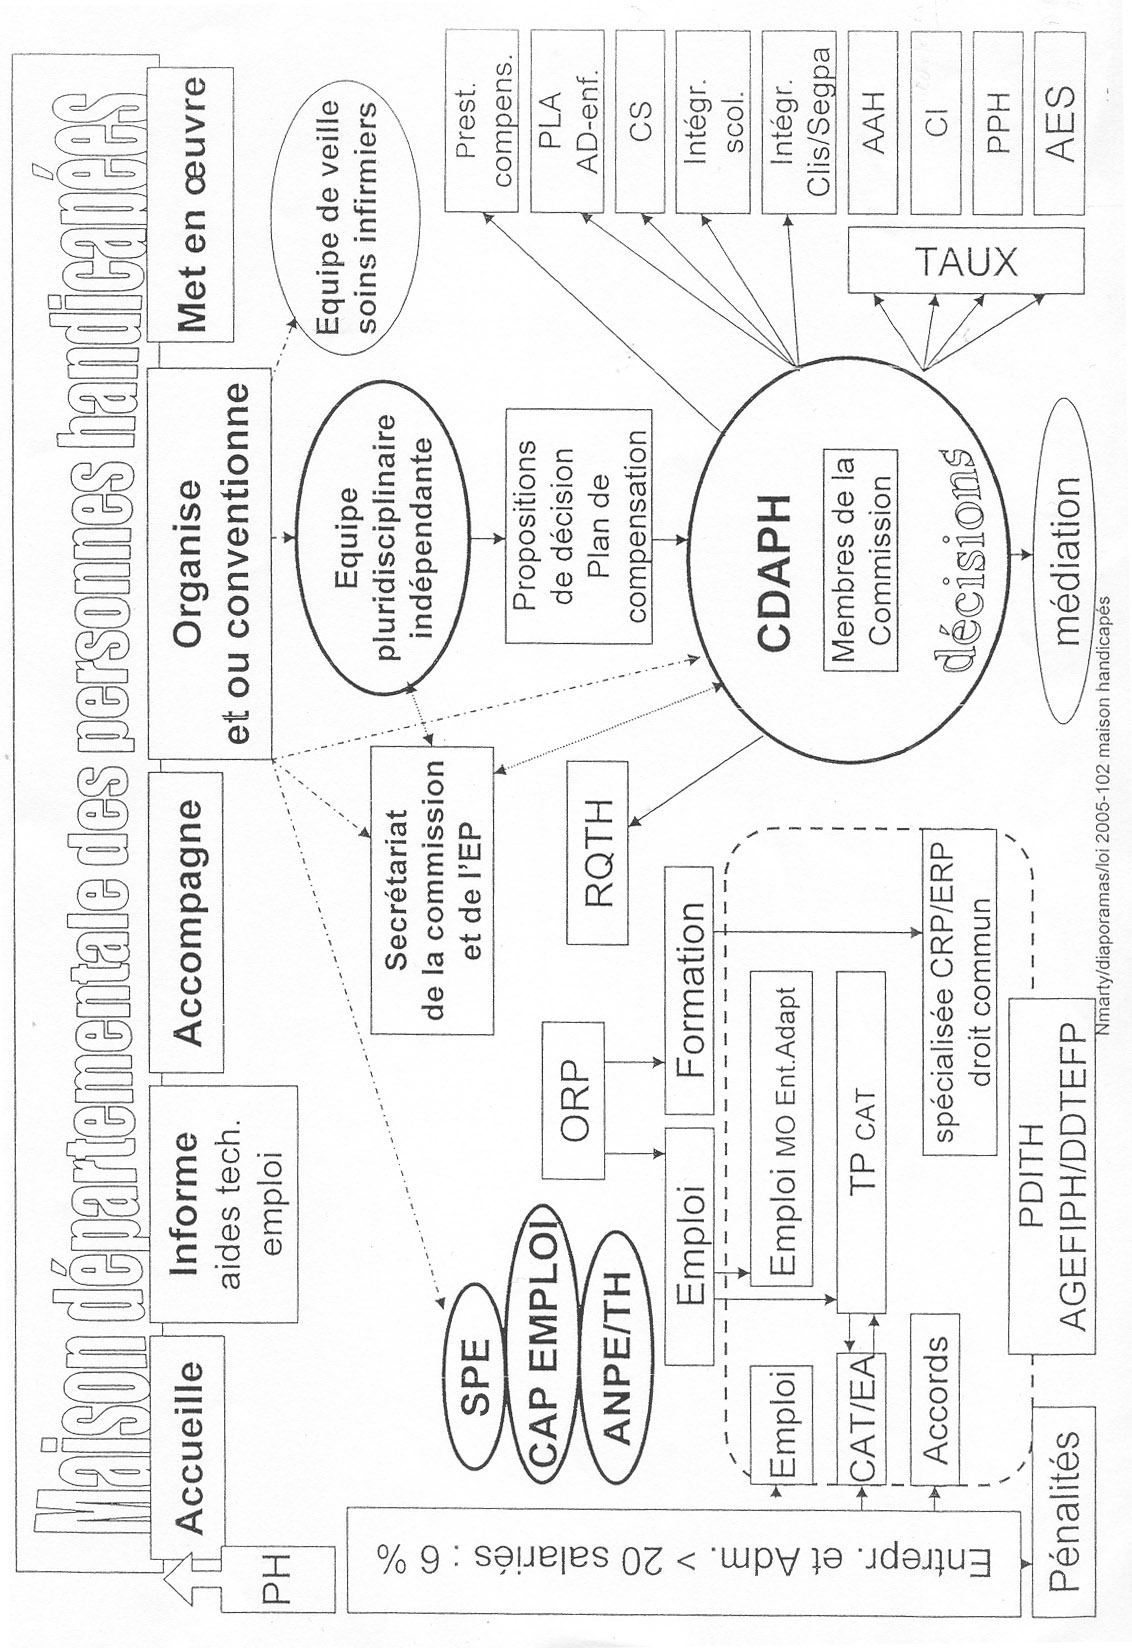 Maison départementale des personnes handicapées
PH
Accueille
Informe
aides tech.
emploi
Accompagne
Organise
et ou conventionne
Met en œuvre
Equipe de veille
soins infirmiers
Equipe
pluridisciplinaire
indépendante
Secrétariat
de la commission
et de l'EP
Propositions
de décision
Plan de
compensation
SPE
CAP EMPLOI
ANPE/TH
ORP
RQTH
Emploi
Formation
CDAPH
Membres de la
Commission
décisions
médiation
Prest.
compens.
PLA
AD-enf.
CS
Intégr.
scol.
Intégr.
Clis/Segpa
TAUX
AAH
CI
PPH
AES
Entrepr. et Adm. > 20 salariés : 6 %
Emploi
CAT/EA
Accords
Emploi MO Ent.Adapt
TP CAT
spécialisée CRP/ERP
droit commun
Pénalités
PDITH
AGEFIPH/DDTEFP
Nmarty/diaporamas/loi 2005-102 maison handicapés